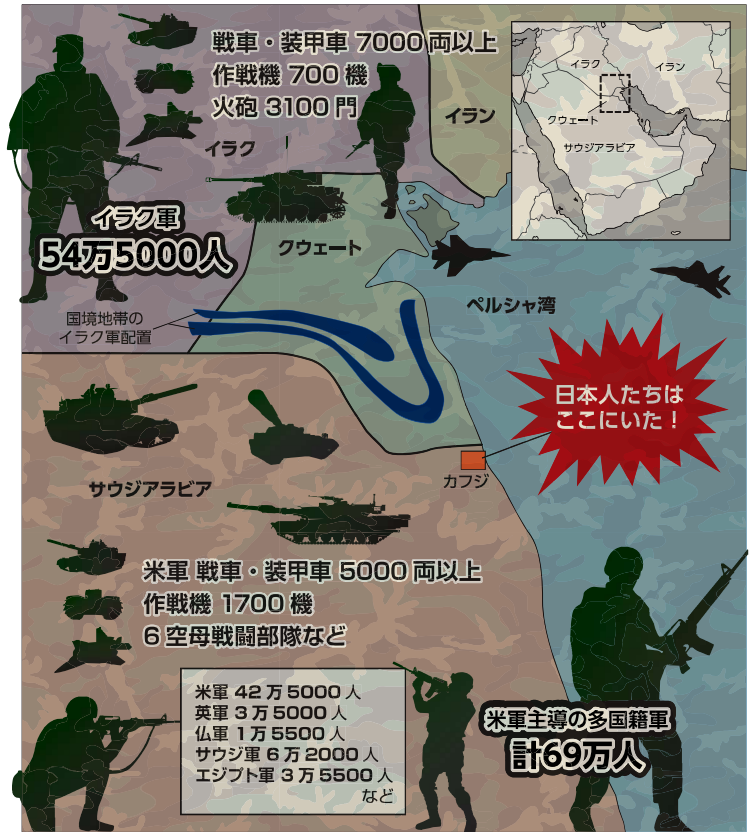 戦車・装甲車 7000 両以上
作戦機 700 機
火砲 3100 門
イラク
イラン
イラク
イラン
クウェート
サウジアラビア
イラク軍
54万5000人
クウェート
ペルシャ湾
国境地帯の
イラク軍配置
日本人たちは
ここにいた！
カフジ
サウジアラビア
米軍 戦車・装甲車 5000 両以上
作戦機 1700 機
6 空母戦闘部隊など
米軍 42 万 5000 人
英軍 3 万 5000 人
仏軍 1 万 5500 人
サウジ軍 6 万 2000 人
エジプト軍 3 万 5500 人
など
米軍主導の多国籍軍
計69万人